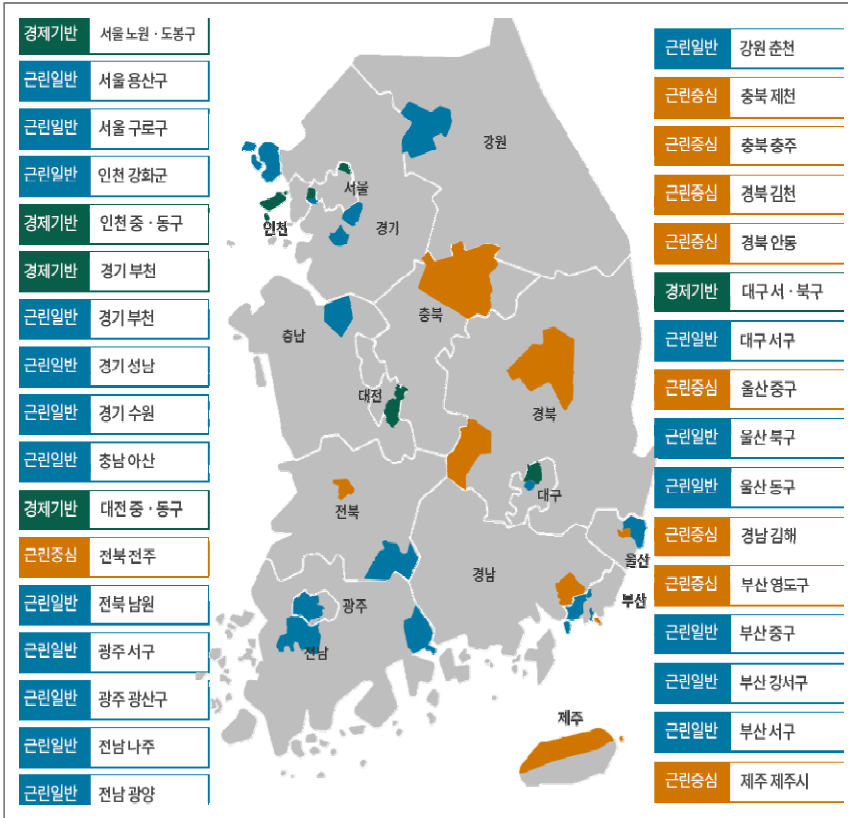 경제기반 서울 노원 · 도봉구
근린일반 서울 용산구
근린일반 서울 구로구
근린일반 인천 강화군
경제기반 인천 중 · 동구
경제기반 경기 부천
근린일반 경기 부천
근린일반 경기 성남
근린일반 경기 수원
근린일반 충남 아산
경제기반 대전 중 · 동구
근린중심 전북 전주
근린일반 전북 남원
근린일반 광주 서구
근린일반 광주 광산구
근린일반 전남 나주
근린일반 전남 광양
강원
서울
인천
경기
충북
충남
대전
경북
대구
전북
울산
경남
부산
광주
전남
제주
근린일반 강원 춘천
근린중심 충북 제천
근린중심 충북 충주
근린중심 경북 김천
근린중심 경북 안동
경제기반 대구 서 · 북구
근린일반 대구 서구
근린중심 울산 중구
근린일반 울산 북구
근린일반 울산 동구
근린중심 경남 김해
근린중심 부산 영도구
근린일반 부산 중구
근린일반 부산 강서구
근린일반 부산 서구
근린중심 제주 제주시